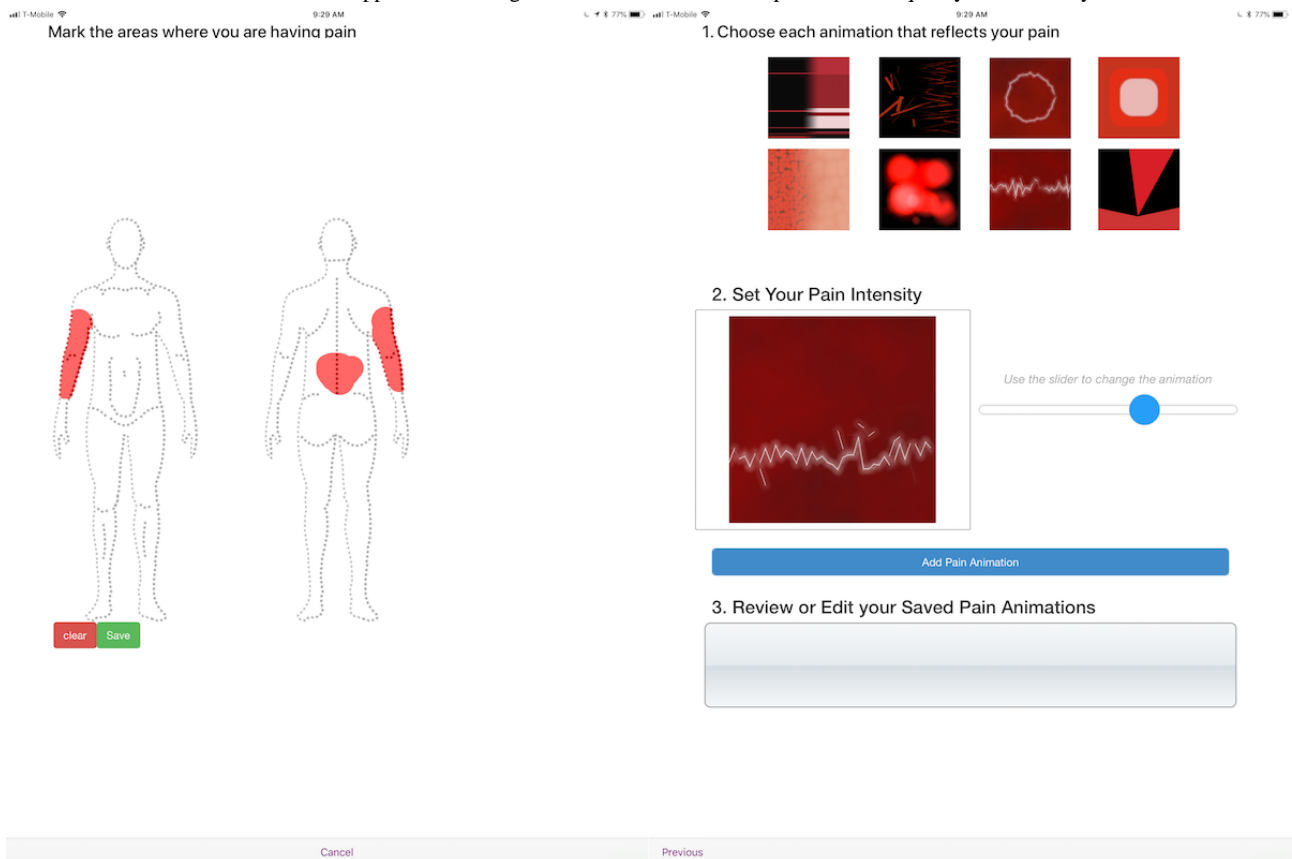 T-Mobile
9:29 AM
77%
Mark the areas where you are having pain
clear
Save
Cancel
T-Mobile
9:29 AM
77%
1. Choose each animation that reflects your pain
2. Set Your Pain Intensity
Use the slider to change the animation
Add Pain Animation
3. Review or Edit your Saved Pain Animations
Previous